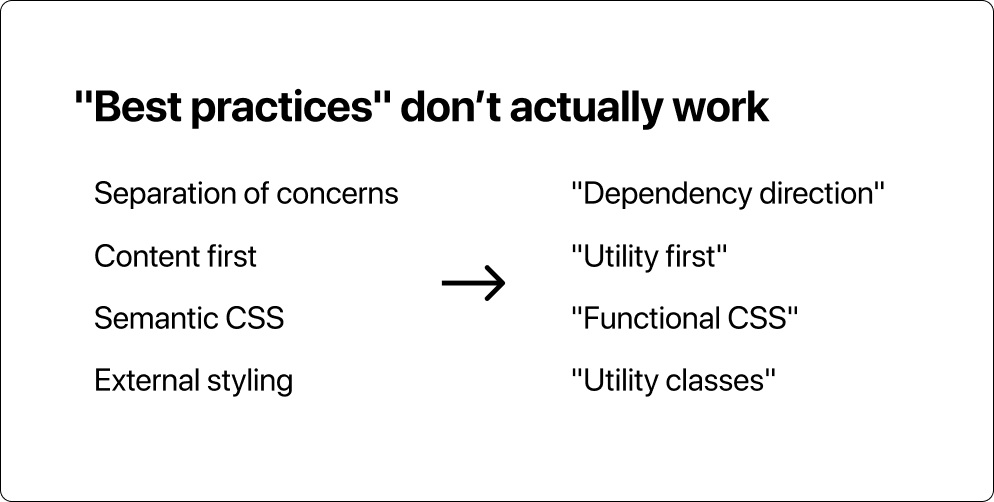 "Best practices" don’t actually work
Separation of concerns
"Dependency direction"
Content first
"Utility first"
Semantic CSS
"Functional CSS"
External styling
"Utility classes"